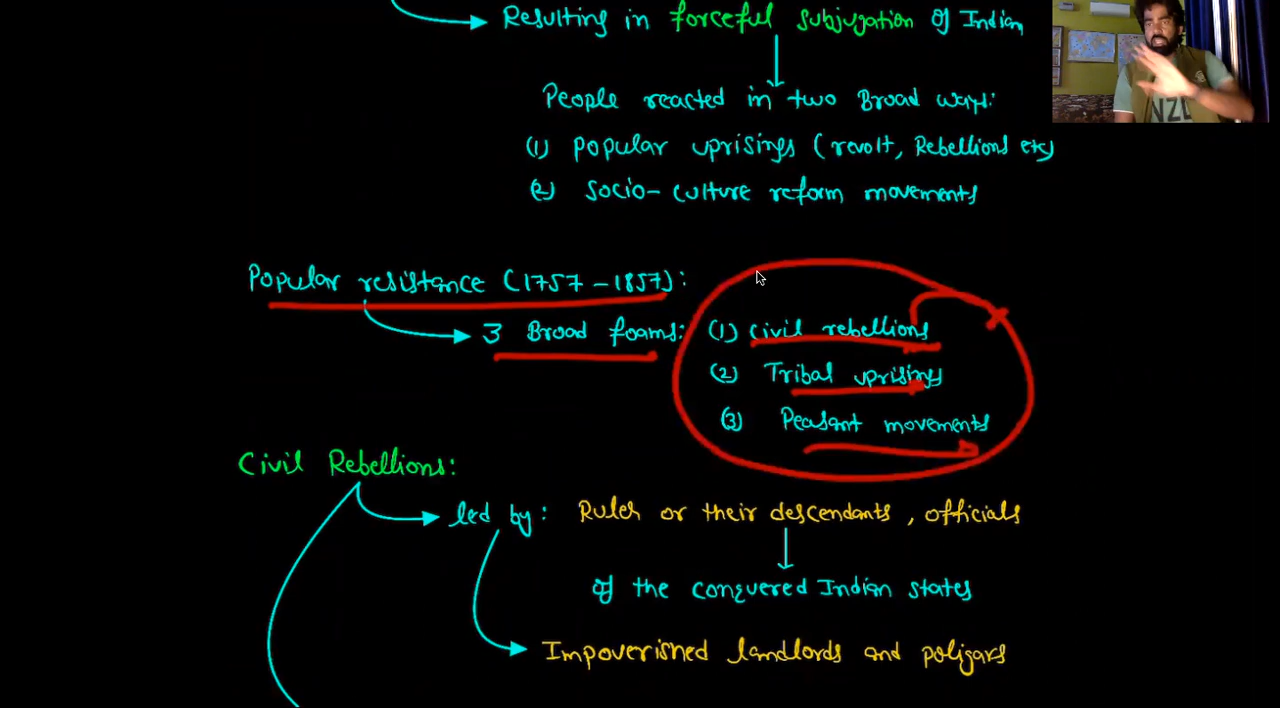 Resulting in forceful subjugation of Indian
People reacted in two Broad ways:
(1) Popular uprisings (revolt, Rebellions etc)
(2) Socio-culture reform movements
Popular resistance (1757 - 1857):
3 Broad foams: (1) Civil rebellions
(2) Tribal uprisings
(3) Peasant movements
Civil Rebellions:
led by: Ruler or their descendants, officials
of the conquered Indian states
Impoverished landlords and poligars
NZ